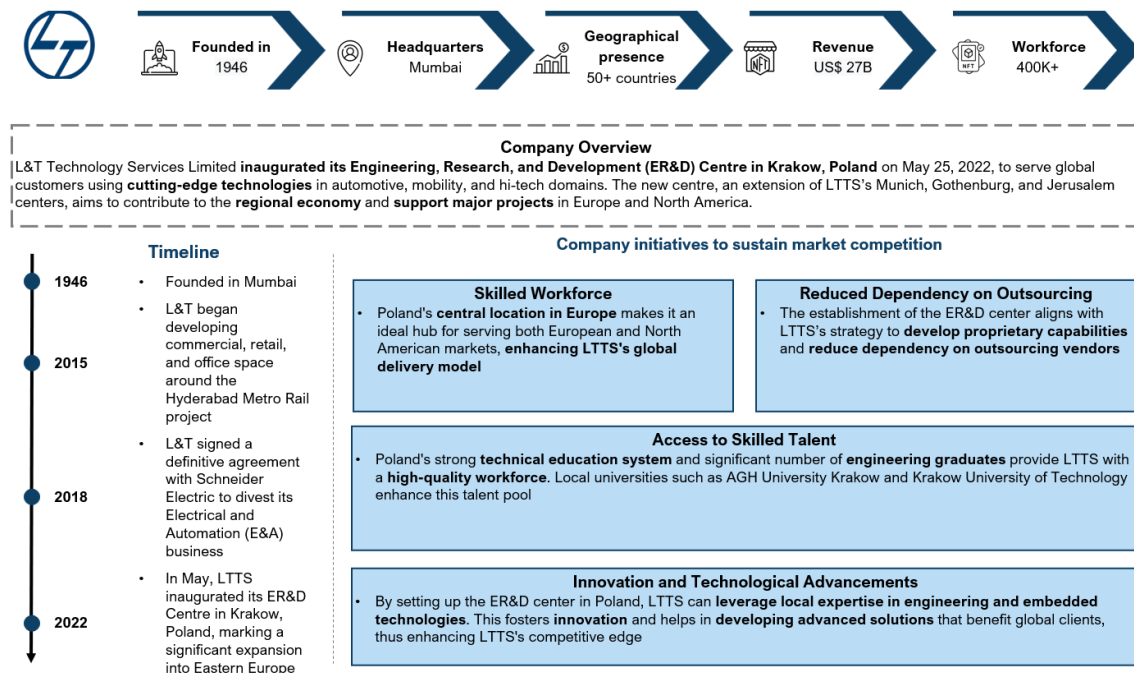 LT
Founded in
1946
Headquarters
Mumbai
Geographical
presence
50+ countries
NFT
Revenue
US$ 27B
NFT
Workforce
400K+
Company Overview
L&T Technology Services Limited inaugurated its Engineering, Research, and Development (ER&D) Centre in Krakow, Poland on May 25, 2022, to serve global
customers using cutting-edge technologies in automotive, mobility, and hi-tech domains. The new centre, an extension of LTTS's Munich, Gothenburg, and Jerusalem
centers, aims to contribute to the regional economy and support major projects in Europe and North America.
Timeline
1946
• Founded in Mumbai
2015
• L&T began
developing
commercial, retail,
and office space
around the
Hyderabad Metro Rail
project
2018
• L&T signed a
definitive agreement
with Schneider
Electric to divest its
Electrical and
Automation (E&A)
business
2022
• In May, LTTS
inaugurated its ER&D
Centre in Krakow,
Poland, marking a
significant expansion
into Eastern Europe
Company initiatives to sustain market competition
Skilled Workforce
• Poland's central location in Europe makes it an
ideal hub for serving both European and North
American markets, enhancing LTTS's global
delivery model
Reduced Dependency on Outsourcing
• The establishment of the ER&D center aligns with
LTTS's strategy to develop proprietary capabilities
and reduce dependency on outsourcing vendors
Access to Skilled Talent
• Poland's strong technical education system and significant number of engineering graduates provide LTTS with
a high-quality workforce. Local universities such as AGH University Krakow and Krakow University of Technology
enhance this talent pool
Innovation and Technological Advancements
• By setting up the ER&D center in Poland, LTTS can leverage local expertise in engineering and embedded
technologies. This fosters innovation and helps in developing advanced solutions that benefit global clients,
thus enhancing LTTS's competitive edge